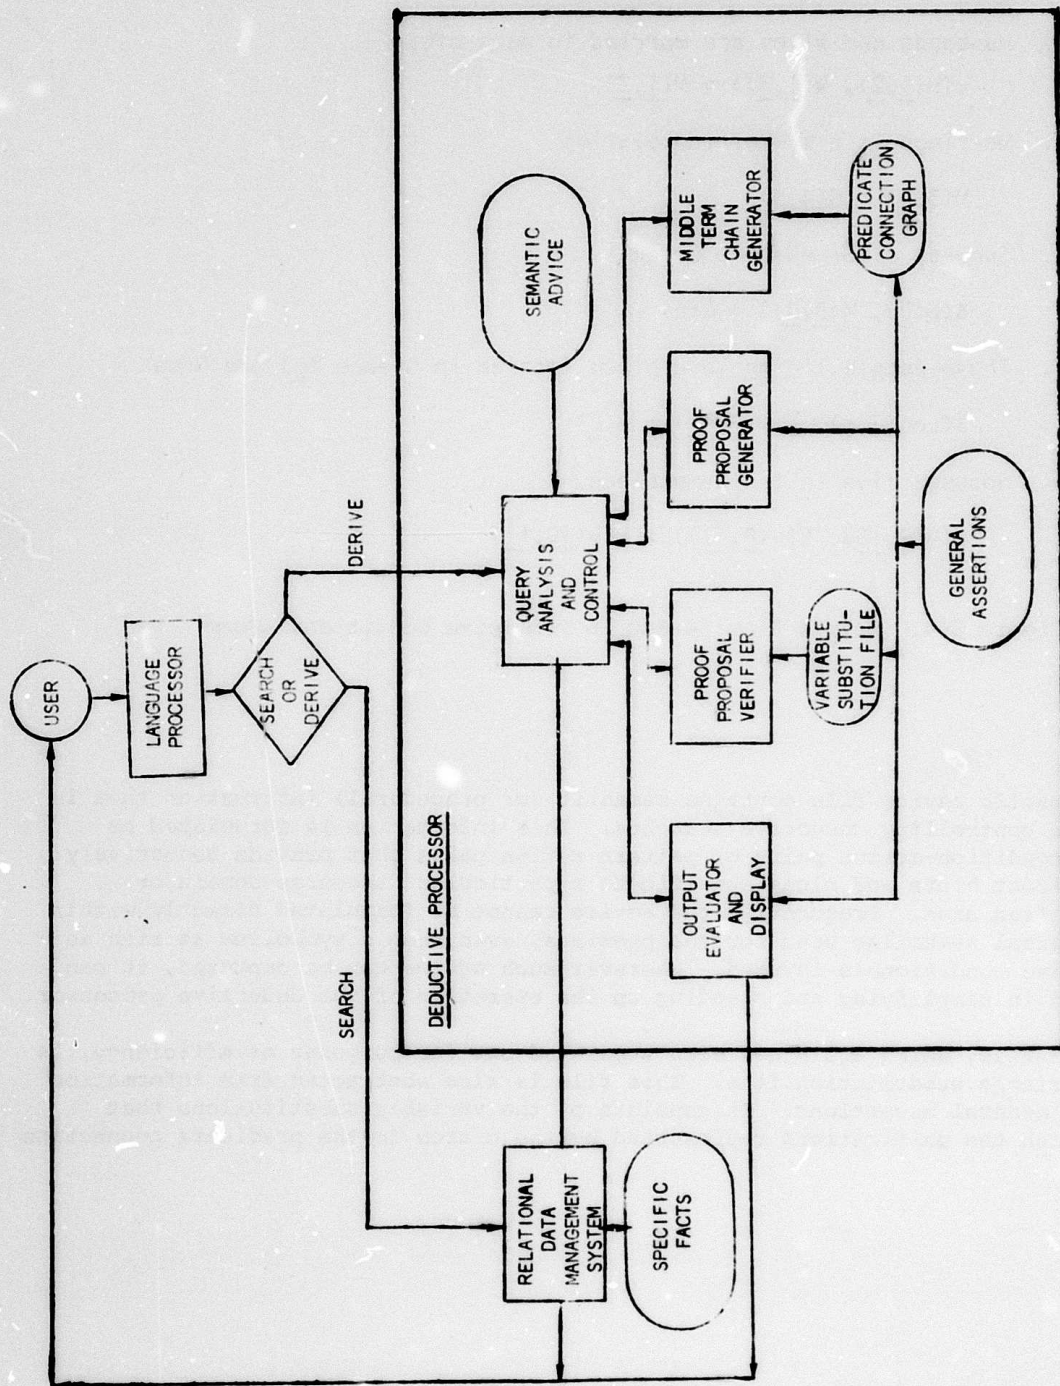 USER
LANGUAGE
PROCESSOR
SEARCH
OR
DERIVE
SEARCH
DERIVE
DEDUCTIVE PROCESSOR
RELATIONAL
DATA
MANAGEMENT
SYSTEM
SPECIFIC
FACTS
QUERY
ANALYSIS
AND
CONTROL
SEMANTIC
ADVICE
OUTPUT
EVALUATOR
AND
DISPLAY
PROOF
PROPOSAL
VERIFIER
PROOF
PROPOSAL
GENERATOR
MIDDLE
TERM
CHAIN
GENERATOR
VARIABLE
SUBSTITU-
TION FILE
PREDICATE
CONNECTION
GRAPH
GENERAL
ASSERTIONS